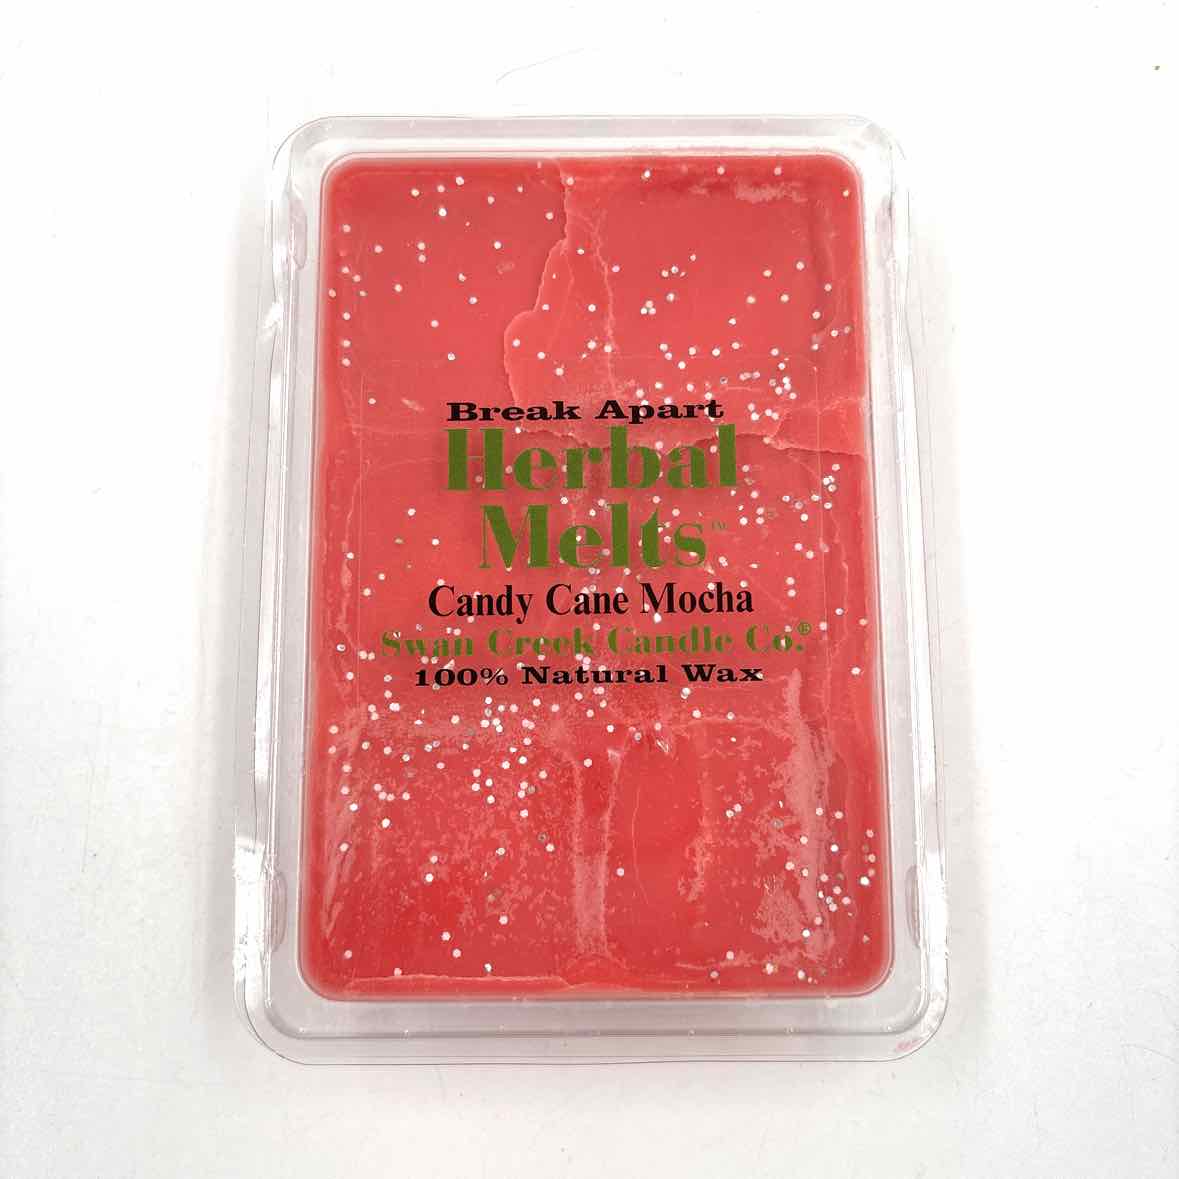 Break Apart
Herbal
Melts™
Candy Cane Mocha
Swan Creek Candle Co.®
100% Natural Wax